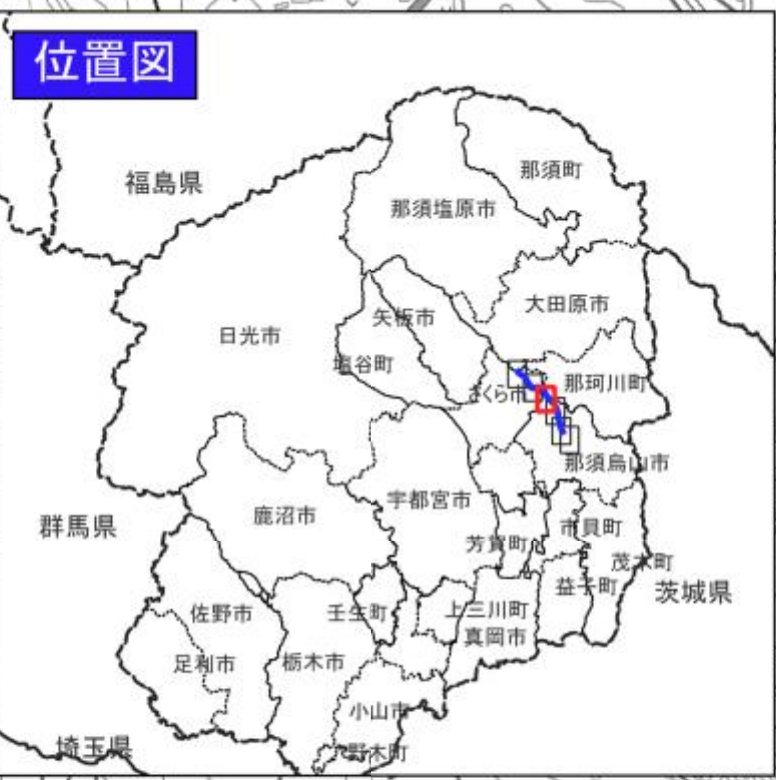 位置図
福島県
那須町
那須塩原市
大田原市
矢板市
日光市
塩谷町
那珂川町
さくら市
那須烏山市
宇都宮市
鹿沼市
群馬県
市貝町
芳賀町
茂木町
益子町
茨城県
佐野市
壬生町
上三川町
真岡市
足利市
栃木市
小山市
埼玉県
野木町